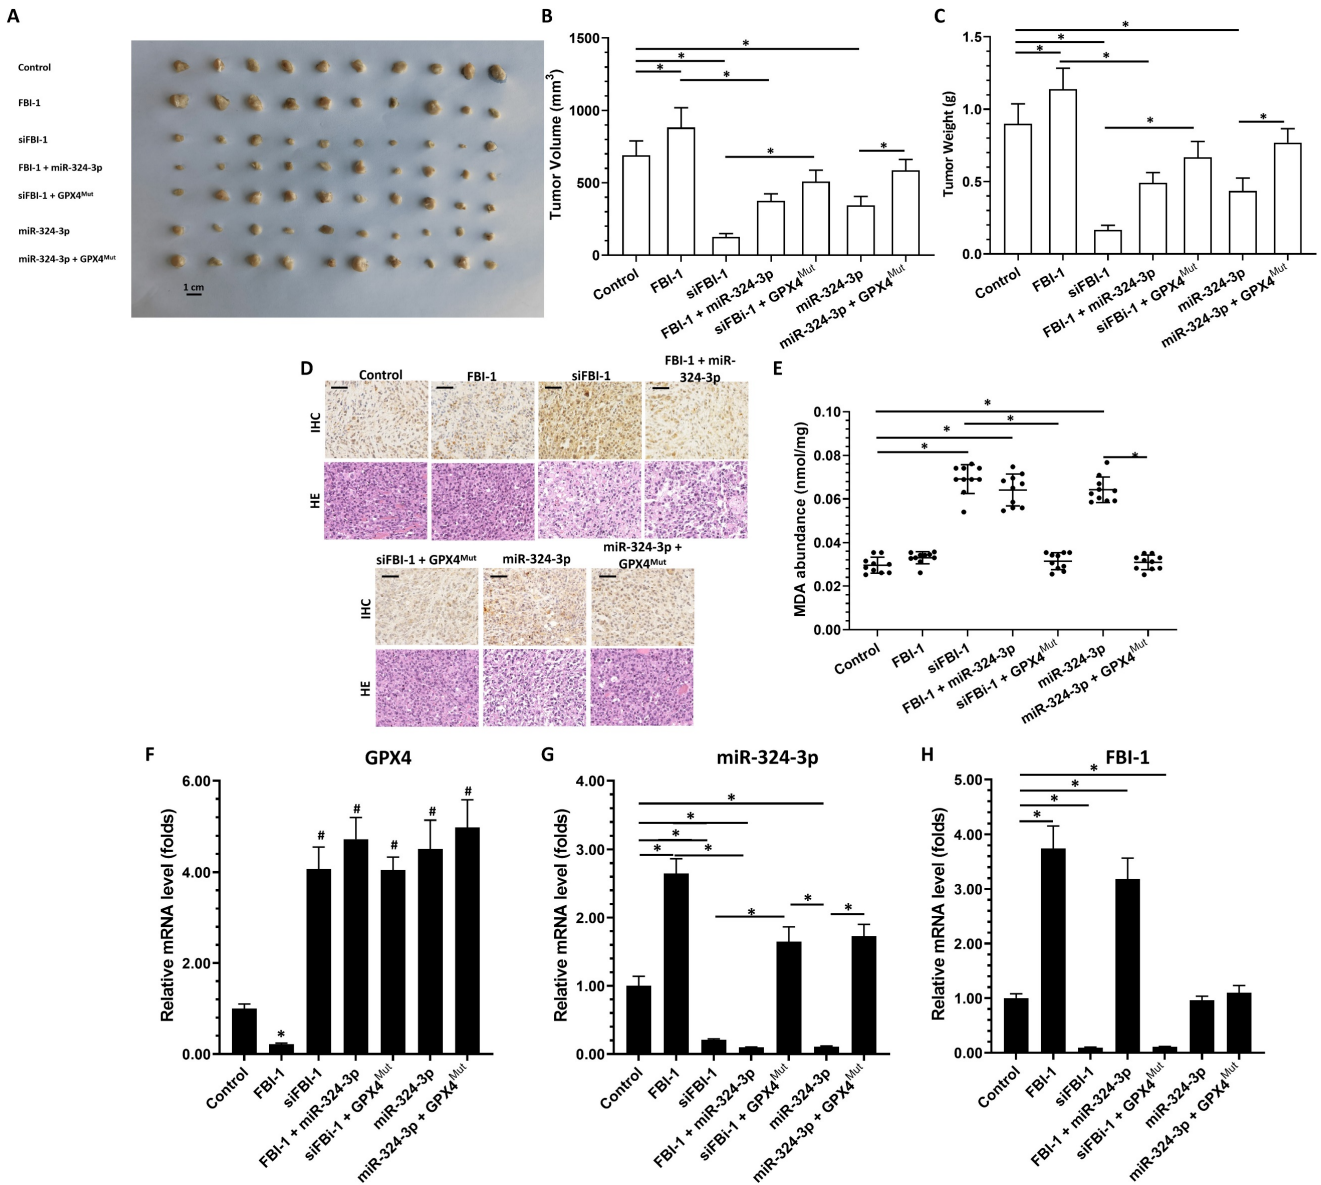 A
Control
FBI-1
siFBI-1
FBI-1 + miR-324-3p
siFBI-1 + GPX4Mut
miR-324-3p
miR-324-3p + GPX4Mut
1 cm
B
Tumor Volume (mm3)
1500
1000
500
0
* * * * * *
Control
FBI-1
siFBI-1
FBI-1 + miR-324-3p
siFBi-1 + GPX4Mut
miR-324-3p
miR-324-3p + GPX4Mut
C
Tumor Weight (g)
1.5
1.0
0.5
0.0
* * * * * *
Control
FBI-1
siFBI-1
FBI-1 + miR-324-3p
siFBi-1 + GPX4Mut
miR-324-3p
miR-324-3p + GPX4Mut
D
Control
FBI-1
siFBI-1
FBI-1 + miR-
324-3p
IHC
HE
siFBI-1 + GPX4Mut
miR-324-3p
miR-324-3p +
GPX4Mut
IHC
HE
E
MDA abundance (nmol/mg)
0.10
0.08
0.06
0.04
0.02
0.00
* * * * *
Control
FBI-1
siFBI-1
FBI-1 + miR-324-3p
siFBi-1 + GPX4Mut
miR-324-3p
miR-324-3p + GPX4Mut
F
GPX4
Relative mRNA level (folds)
6.00
4.00
2.00
0.00
* # # # # #
Control
FBI-1
siFBI-1
FBI-1 + miR-324-3p
siFBi-1 + GPX4Mut
miR-324-3p
miR-324-3p + GPX4Mut
G
miR-324-3p
Relative mRNA level (folds)
4.00
3.00
2.00
1.00
0.00
* * * * * * * *
Control
FBI-1
siFBI-1
FBI-1 + miR-324-3p
siFBi-1 + GPX4Mut
miR-324-3p
miR-324-3p + GPX4Mut
H
FBI-1
Relative mRNA level (folds)
5.00
4.00
3.00
2.00
1.00
0.00
* * * *
Control
FBI-1
siFBI-1
FBI-1 + miR-324-3p
siFBi-1 + GPX4Mut
miR-324-3p
miR-324-3p + GPX4Mut